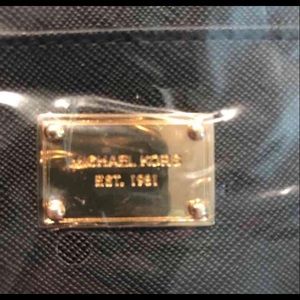 MICHAEL KORS
EST. 1981